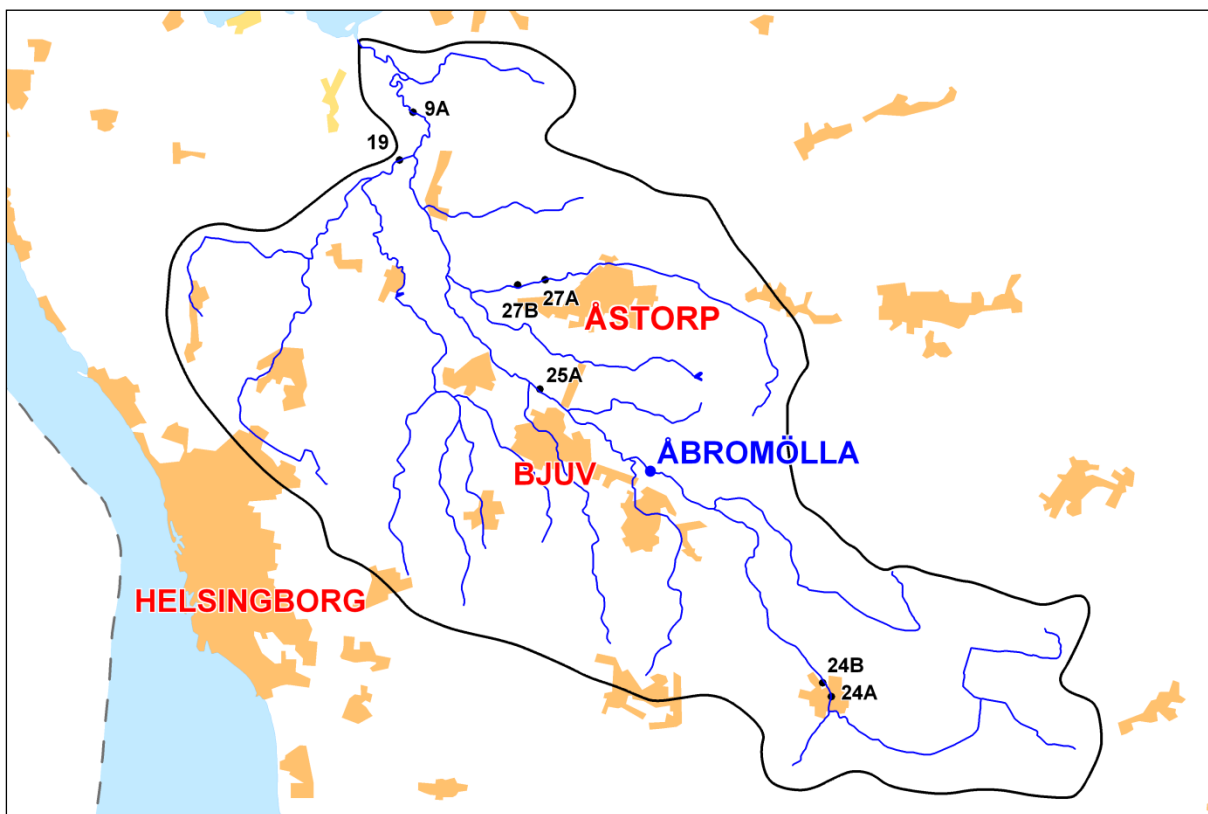 9A
19
27A
27B
ÅSTORP
25A
ÅBROMÖLLA
BJUV
HELSINGBORG
24B
24A